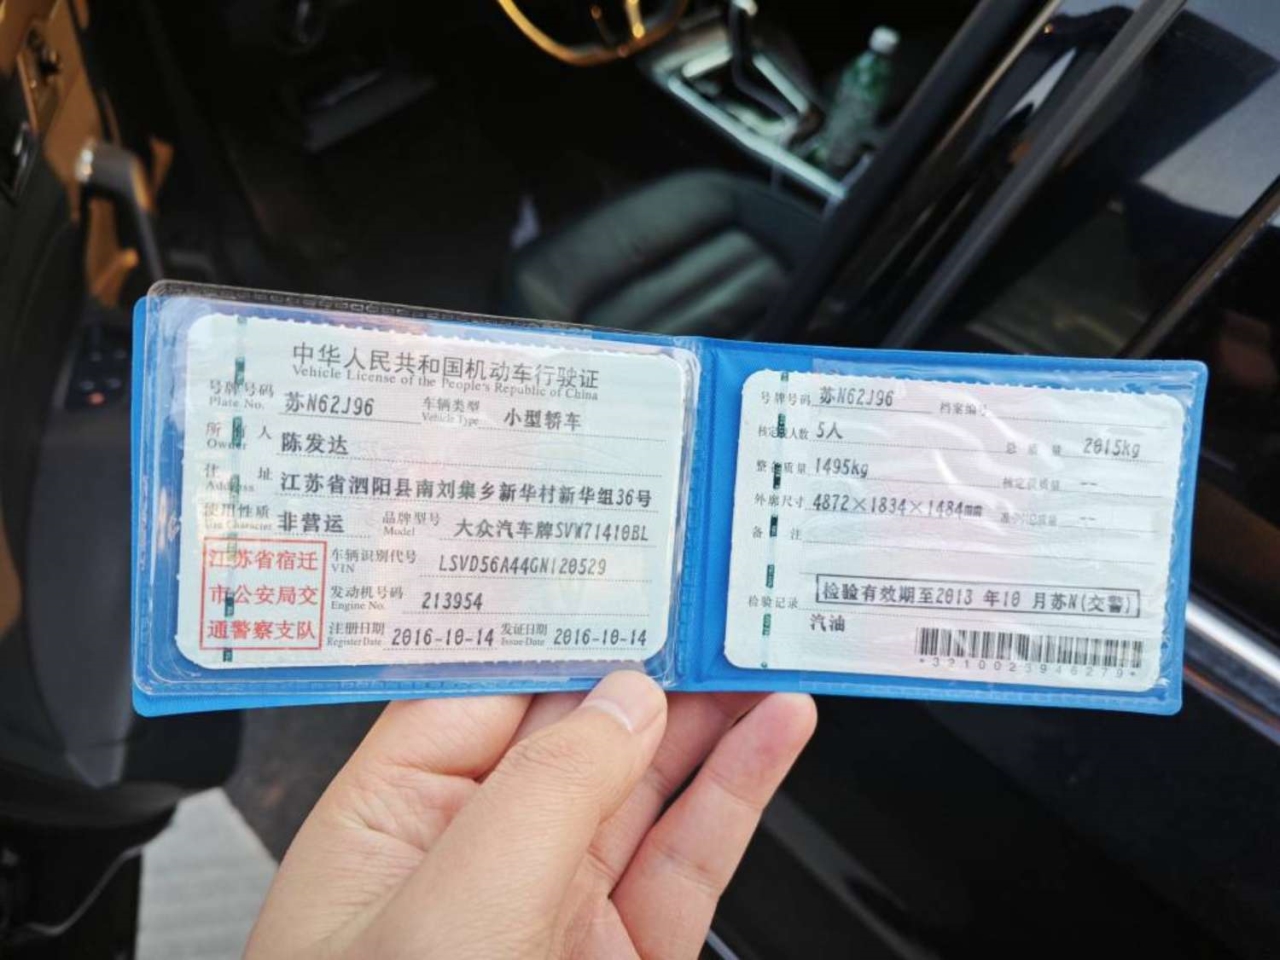 中华人民共和国机动车行驶证
Vehicle License of the People's Republic of China
号牌号码 苏N62J96 车辆类型 小型轿车
Plate No. Vehicle Type
所 人 陈发达
Owner
住 址 江苏省泗阳县南刘集乡新华村新华组36号
Address
使用性质 非营运 品牌型号 大众汽车牌SVW71410BL
Use Character Model
江苏省宿迁
市公安局交
通警察支队
车辆识别代号 LSVD56A44GN120529
VIN
发动机号码 213954
Engine No.
注册日期 2016-10-14 发证日期 2016-10-14
Register Date Issue Date
号牌号码 苏N62J96 档案编号
核定 人数 5人 总 质 量 2015kg
整 质量 1495kg 核定 质量 --
外廓尺寸 4872×1834×1484 质量 --
备 注
检验有效期至2013 年10 月苏N(交警)
检验记录
汽油